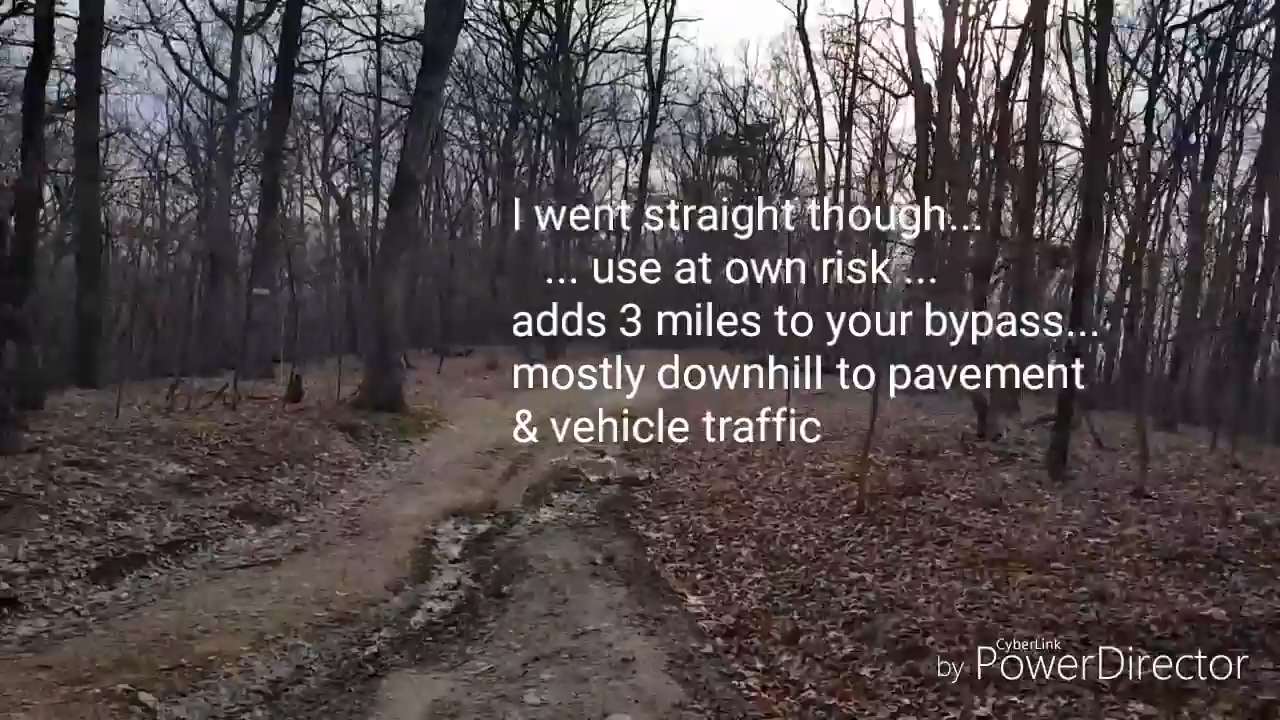 I went straight though...
... use at own risk ...
adds 3 miles to your bypass...
mostly downhill to pavement
& vehicle traffic
CyberLink
by PowerDirector